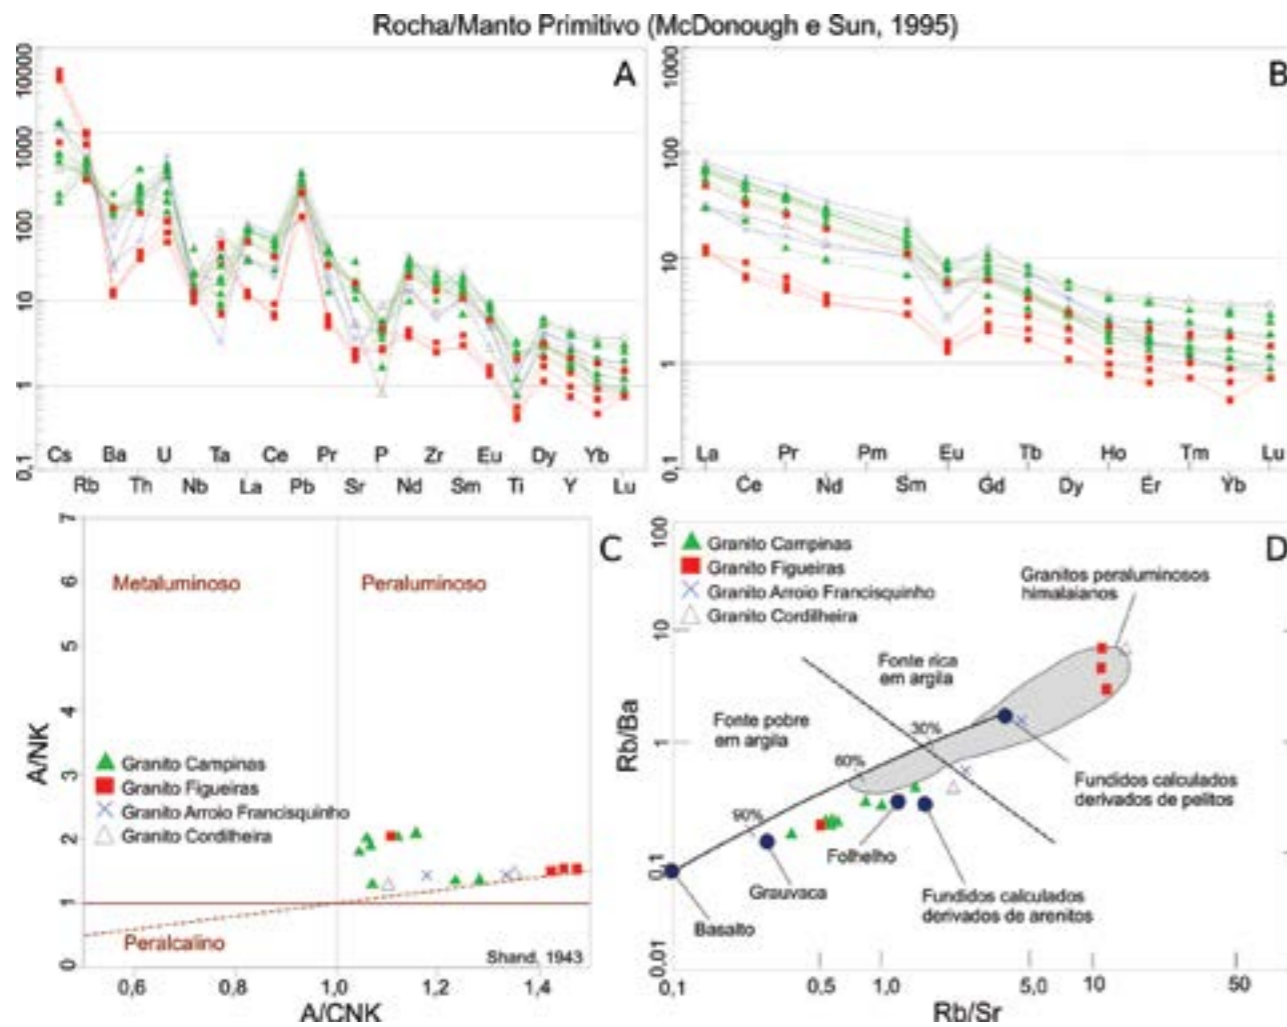 Rocha/Manto Primitivo (McDonough e Sun, 1995)
A
10000
1000
100
10
1
0,1
Cs Ba U Ta Ce Pr P Zr Eu Dy Yb
Rb Th Nb La Pb Sr Nd Sm Ti Y Lu
B
1000
100
10
1
0,1
La Pr Pm Eu Tb Ho Tm Lu
Ce Nd Sm Gd Dy Er Yb
C
A/NK
7
6
5
4
3
2
1
0
Metaluminoso
Peraluminoso
Granito Campinas
Granito Figueiras
Granito Arroio Francisquinho
Granito Cordilheira
Peralcalino
Shand, 1943
0,6 0,8 1,0 1,2 1,4
A/CNK
D
Rb/Ba
100
10
1
0,1
0,01
Granito Campinas
Granito Figueiras
Granito Arroio Francisquinho
Granito Cordilheira
Granitos peraluminosos
himalaianos
Fonte rica
em argila
Fonte pobre
em argila
30%
60%
90%
Fundidos calculados
derivados de pelitos
Folhelho
Grauvaca
Fundidos calculados
derivados de arenitos
Basalto
0,1 0,5 1,0 5,0 10 50
Rb/Sr